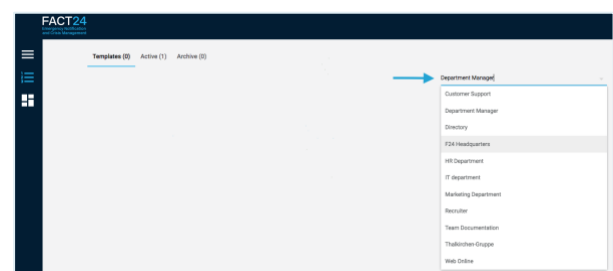 FACT24
Emergency Notification
and Crisis Management
Templates (0) Active (1) Archive (0)
Department Manager
Customer Support
Department Manager
Directory
F24 Headquarters
HR Department
IT department
Marketing Department
Recruiter
Team Documentation
Thalkirchen-Gruppe
Web Online